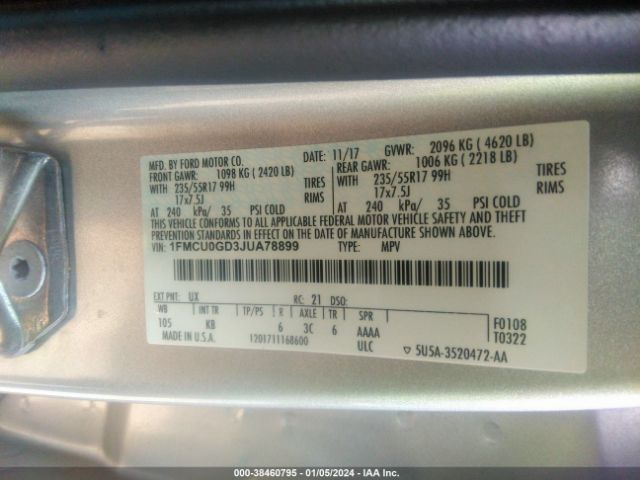 MFD. BY FORD MOTOR CO.
DATE: 11/17 GVWR: 2096 KG ( 4620 LB)
FRONT GAWR: 1098 KG ( 2420 LB) REAR GAWR: 1006 KG ( 2218 LB)
WITH 235/55R17 99H TIRES WITH 235/55R17 99H TIRES
17x7.5J RIMS 17x7.5J RIMS
AT 240 kPa/ 35 PSI COLD AT 240 kPa/ 35 PSI COLD
THIS VEHICLE CONFORMS TO ALL APPLICABLE FEDERAL MOTOR VEHICLE SAFETY AND THEFT
PREVENTION STANDARDS IN EFFECT ON THE DATE OF MANUFACTURE SHOWN ABOVE.
VIN: 1FMCU0GD3JUA78899 TYPE: MPV
EXT PNT: UX RC: 21 DSO:
WB INT TR TP/PS R AXLE TR SPR
105 KB 6 3C 6 AAAA F0108
MADE IN U.S.A. 1201711168600 ULC ▽ 5U5A-3520472-AA T0322
000-38460795 - 01/05/2024 - IAA Inc.